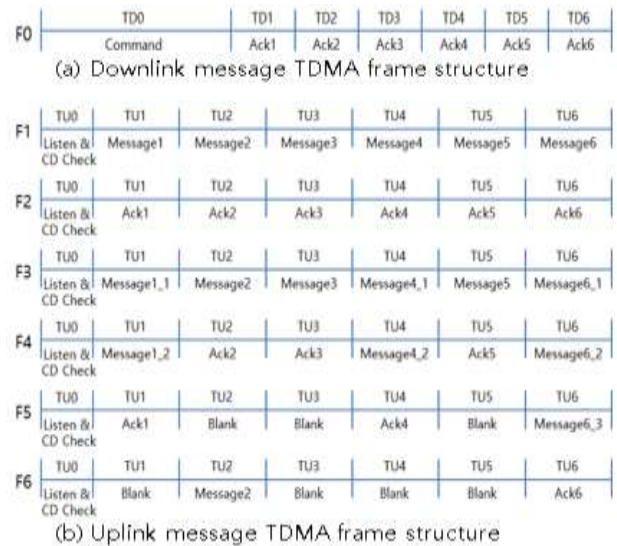 TD0 TD1 TD2 TD3 TD4 TD5 TD6
F0
Command Ack1 Ack2 Ack3 Ack4 Ack5 Ack6
(a) Downlink message TDMA frame structure
TU0 TU1 TU2 TU3 TU4 TU5 TU6
F1
Listen & Message1 Message2 Message3 Message4 Message5 Message6
CD Check
TU0 TU1 TU2 TU3 TU4 TU5 TU6
F2
Listen & Ack1 Ack2 Ack3 Ack4 Ack5 Ack6
CD Check
TU0 TU1 TU2 TU3 TU4 TU5 TU6
F3
Listen & Message1_1 Message2 Message3 Message4_1 Message5 Message6_1
CD Check
TU0 TU1 TU2 TU3 TU4 TU5 TU6
F4
Listen & Message1_2 Ack2 Ack3 Message4_2 Ack5 Message6_2
CD Check
TU0 TU1 TU2 TU3 TU4 TU5 TU6
F5
Listen & Ack1 Blank Blank Ack4 Blank Message6_3
CD Check
TU0 TU1 TU2 TU3 TU4 TU5 TU6
F6
Listen & Blank Message2 Blank Blank Blank Ack6
CD Check
(b) Uplink message TDMA frame structure